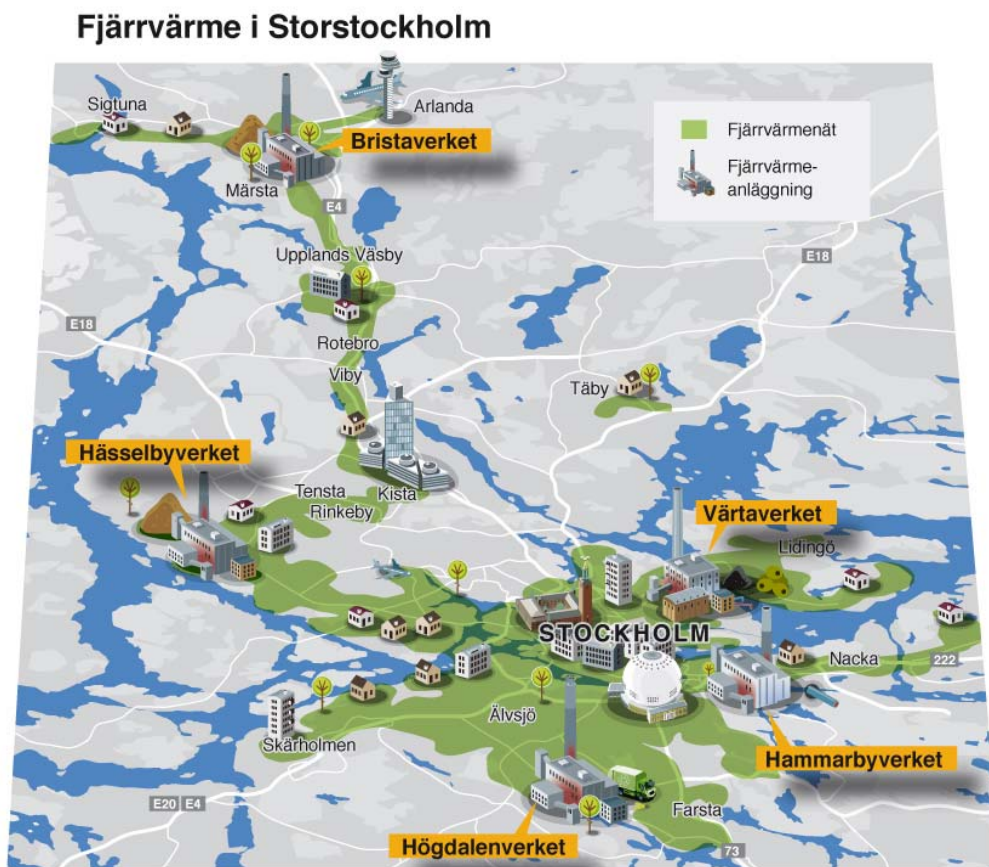 Fjärrvärme i Storstockholm
Sigtuna
Arlanda
Bristaverket
Fjärrvärmenät
Fjärrvärme-
anläggning
Märsta
E4
Upplands Väsby
E18
E18
Rotebro
Viby
Täby
Hässelbyverket
Tensta
Rinkeby
Kista
Värtaverket
Lidingö
STOCKHOLM
Nacka
222
Älvsjö
Skärholmen
Hammarbyverket
E20 E4
Farsta
Högdalenverket
73